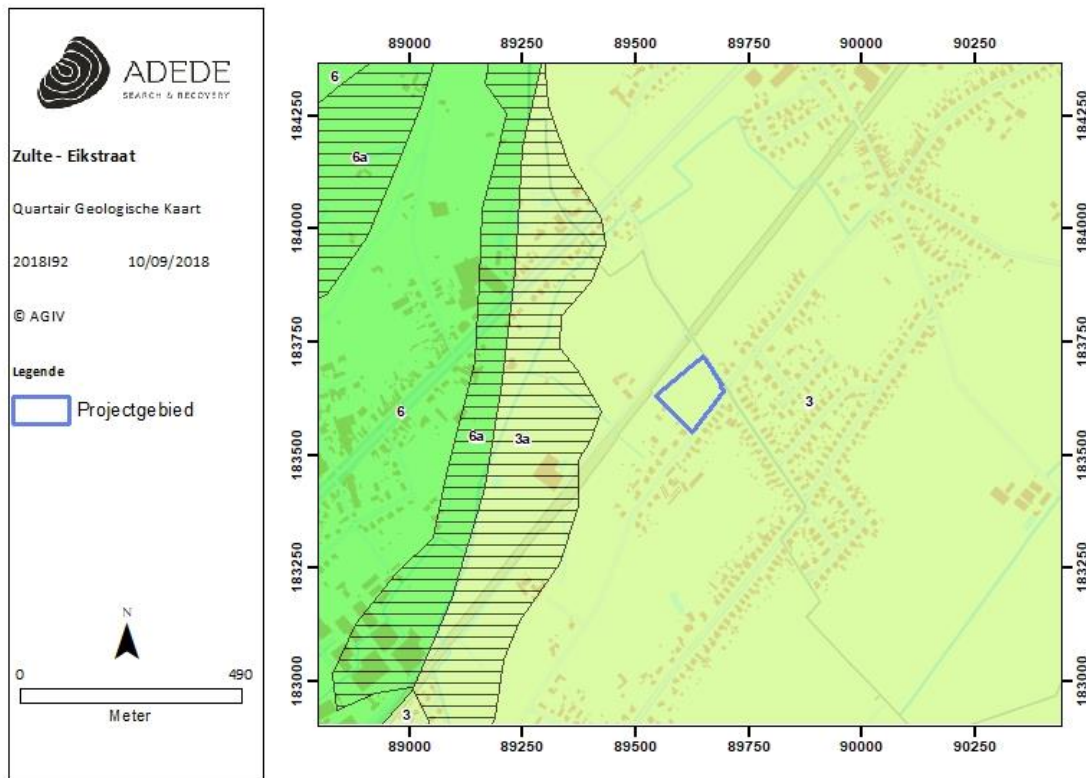 ADEDE
SEARCH & RECOVERY
Zulte - Eikstraat
Quartair Geologische Kaart
2018I92 10/09/2018
© AGIV
Legende
Projectgebied
N
0 490
Meter
89000 89250 89500 89750 90000 90250
184250
184000
183750
183500
183250
183000
6
6a
6
6a
3a
3
3
184250
184000
183750
183500
183250
183000
89000 89250 89500 89750 90000 90250